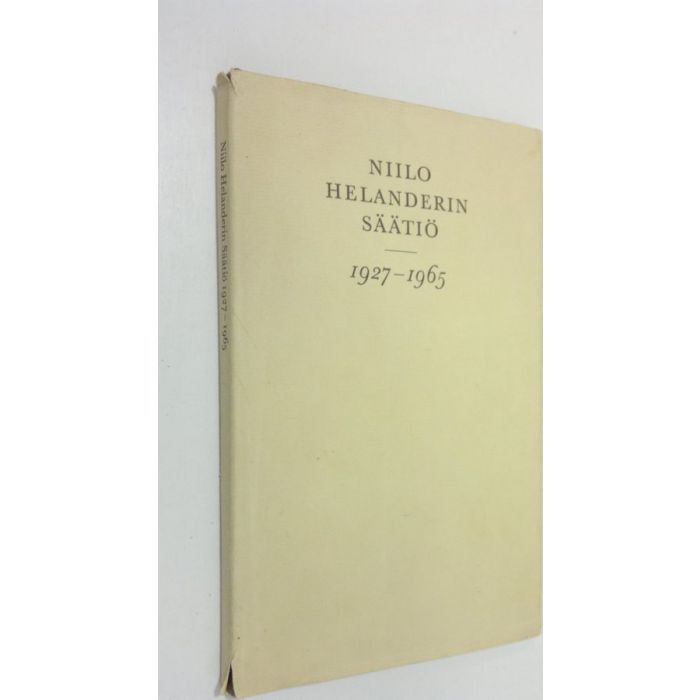 NIILO
HELANDERIN
SÄÄTIÖ
1927–1965
Niilo Helanderin Säätiö 1927–1965